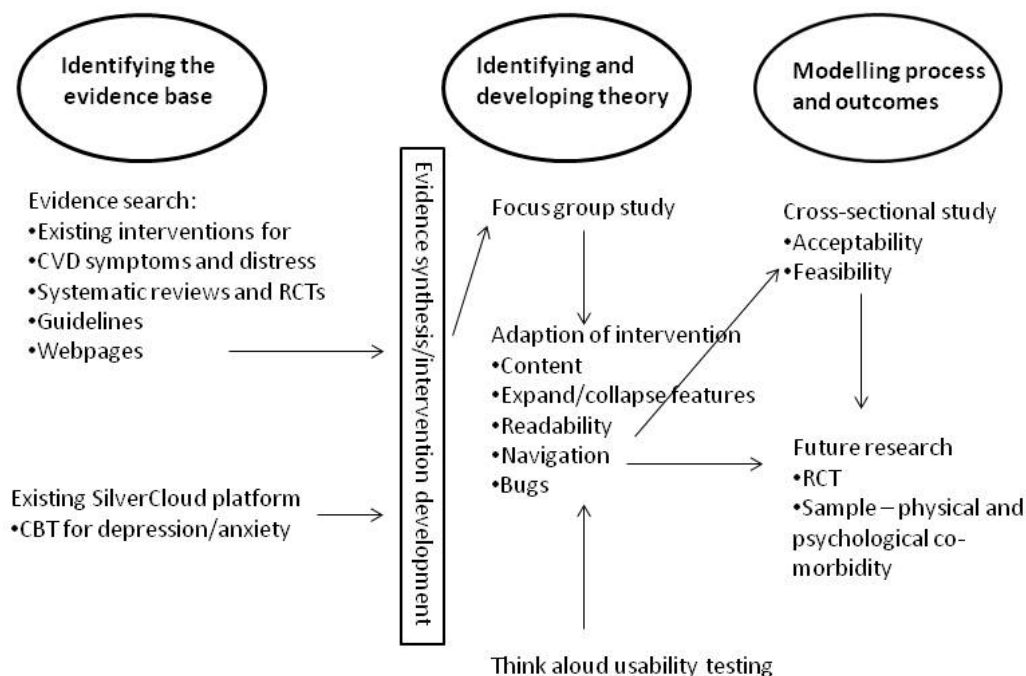 Identifying the
evidence base
Identifying and
developing theory
Modelling process
and outcomes
Evidence search:
•Existing interventions for
•CVD symptoms and distress
•Systematic reviews and RCTs
•Guidelines
•Webpages
Existing SilverCloud platform
•CBT for depression/anxiety
Evidence synthesis/intervention development
Focus group study
Adaption of intervention
•Content
•Expand/collapse features
•Readability
•Navigation
•Bugs
Think aloud usability testing
Cross-sectional study
•Acceptability
•Feasibility
Future research
•RCT
•Sample – physical and
psychological co-
morbidity